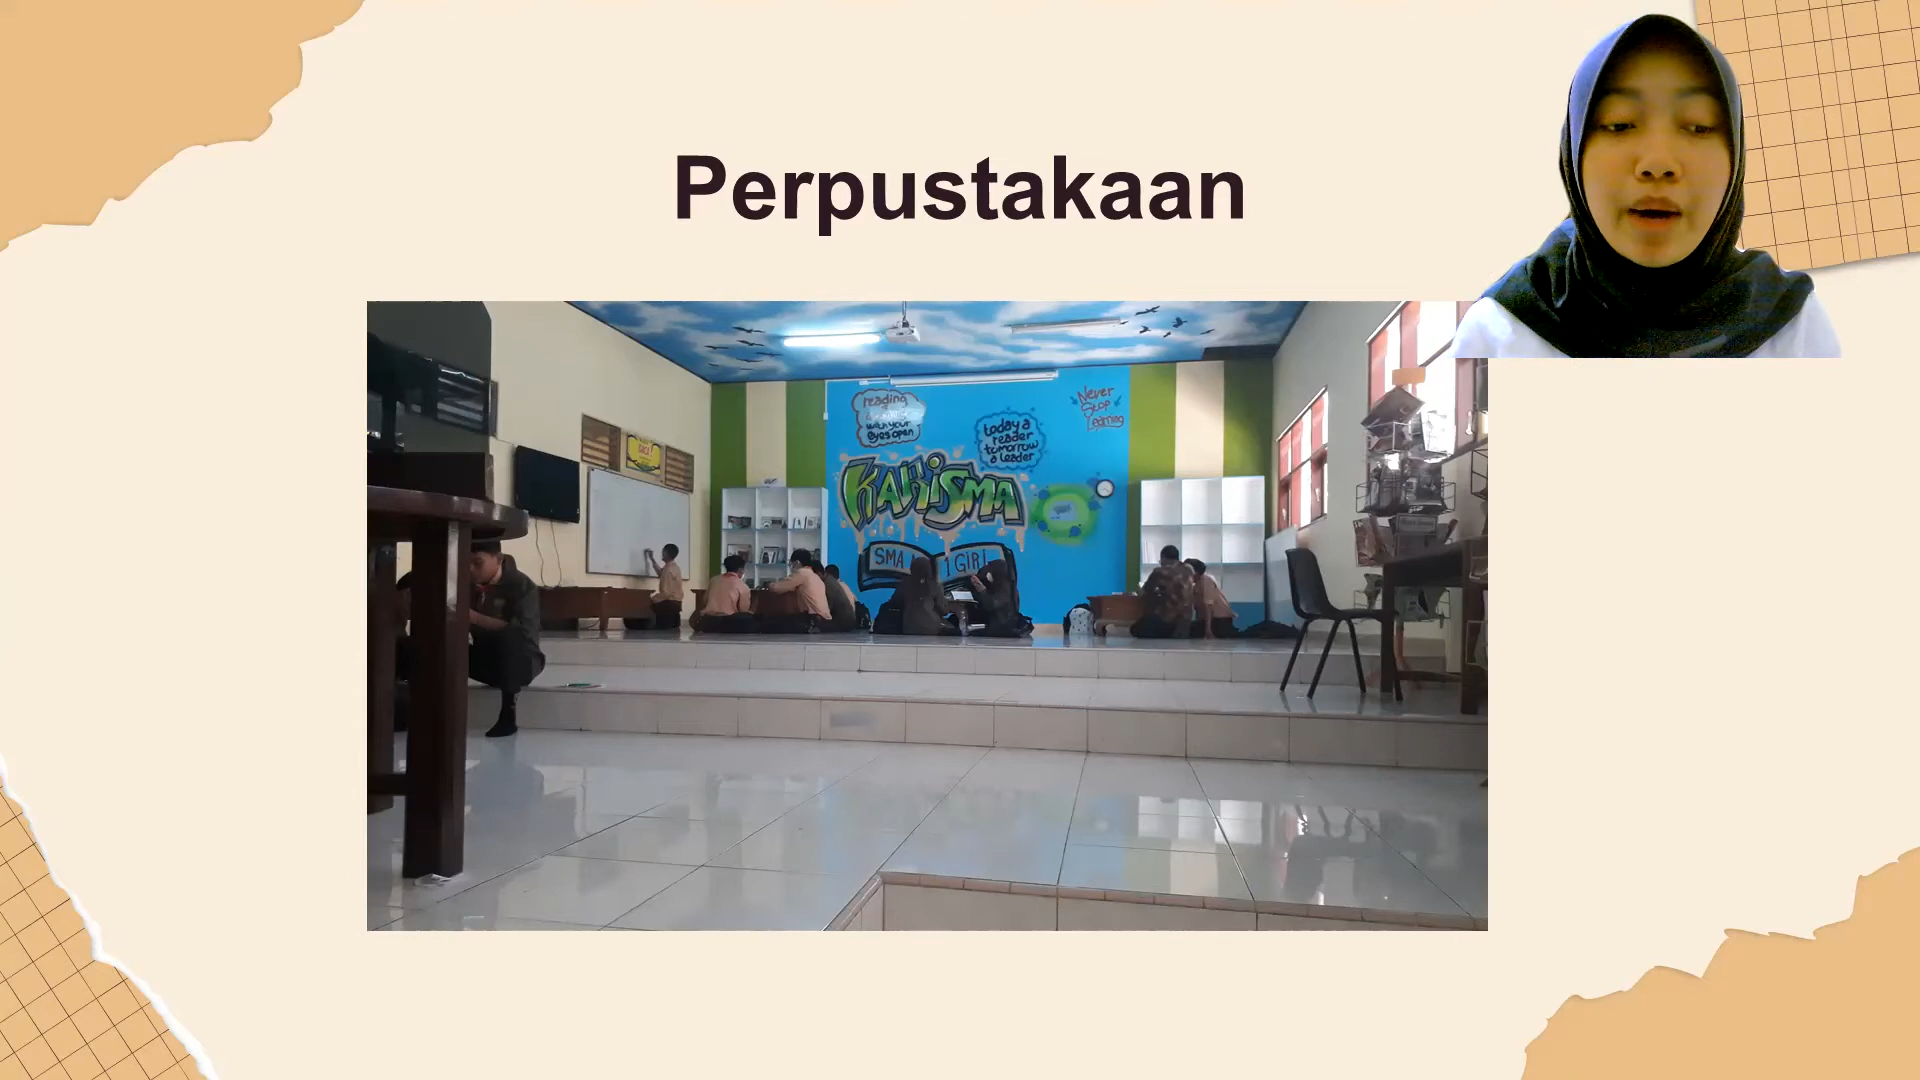 Perpustakaan
reading
with your
eyes open
today a
reader
tomorrow
a leader
Never
Stop
Learning
KARISMA
SMA
1 GIRI